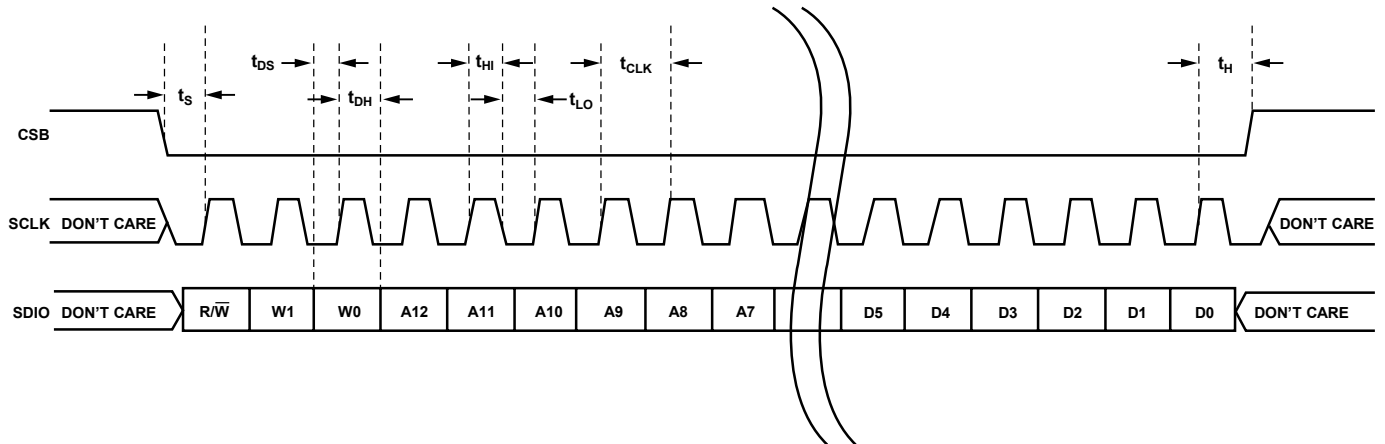 tDS
tHI
tCLK
tH
tS
tDH
tLO
CSB
SCLK DON'T CARE
DON'T CARE
SDIO DON'T CARE R/W̅ W1 W0 A12 A11 A10 A9 A8 A7 D5 D4 D3 D2 D1 D0 DON'T CARE